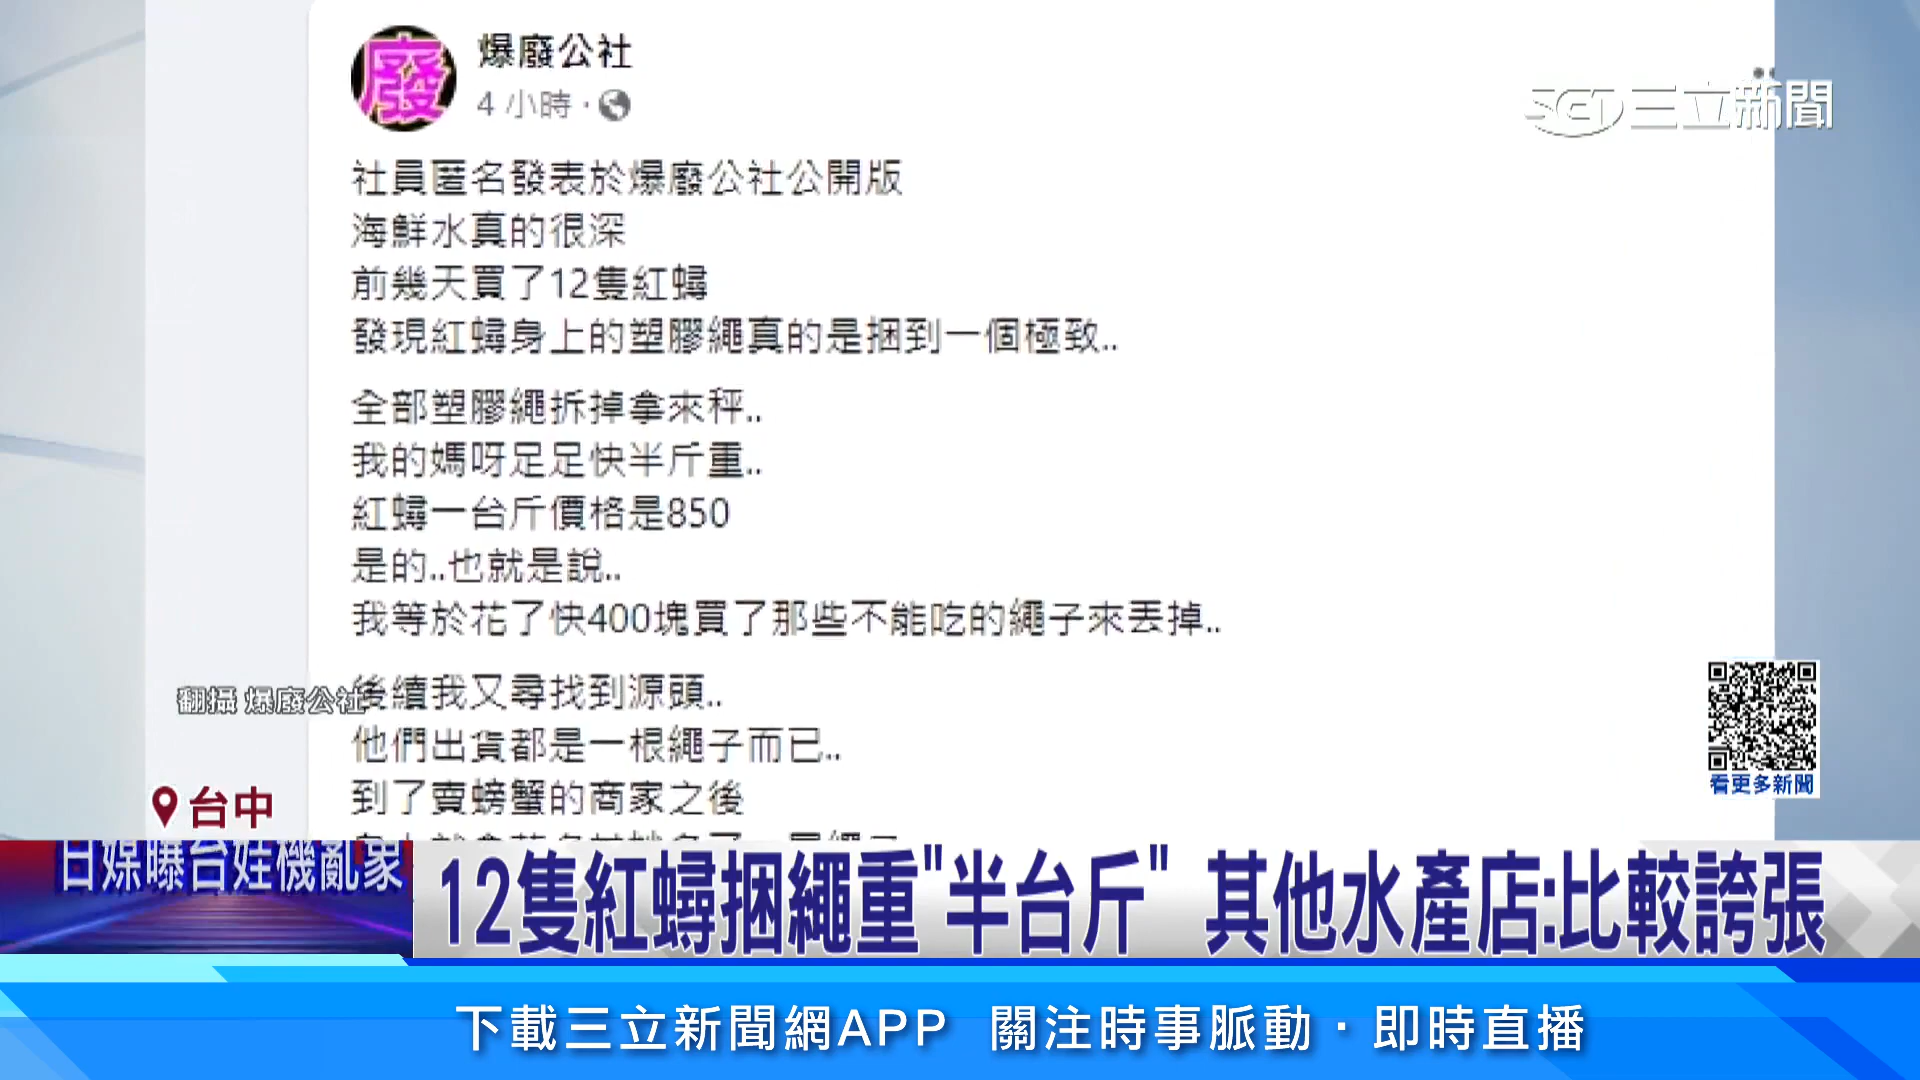 廢
爆廢公社
4 小時 ·
SET三立新聞
社員匿名發表於爆廢公社公開版
海鮮水真的很深
前幾天買了12隻紅蟳
發現紅蟳身上的塑膠繩真的是捆到一個極致..
全部塑膠繩拆掉拿來秤..
我的媽呀足足快半斤重..
紅蟳一台斤價格是850
是的..也就是說..
我等於花了快400塊買了那些不能吃的繩子來丟掉..
後續我又尋找到源頭..
他們出貨都是一根繩子而已..
到了賣螃蟹的商家之後
翻攝 爆廢公社
看更多新聞
台中
日媒曝台娃機亂象
12隻紅蟳捆繩重"半台斤" 其他水產店:比較誇張
下載三立新聞網APP 關注時事脈動·即時直播